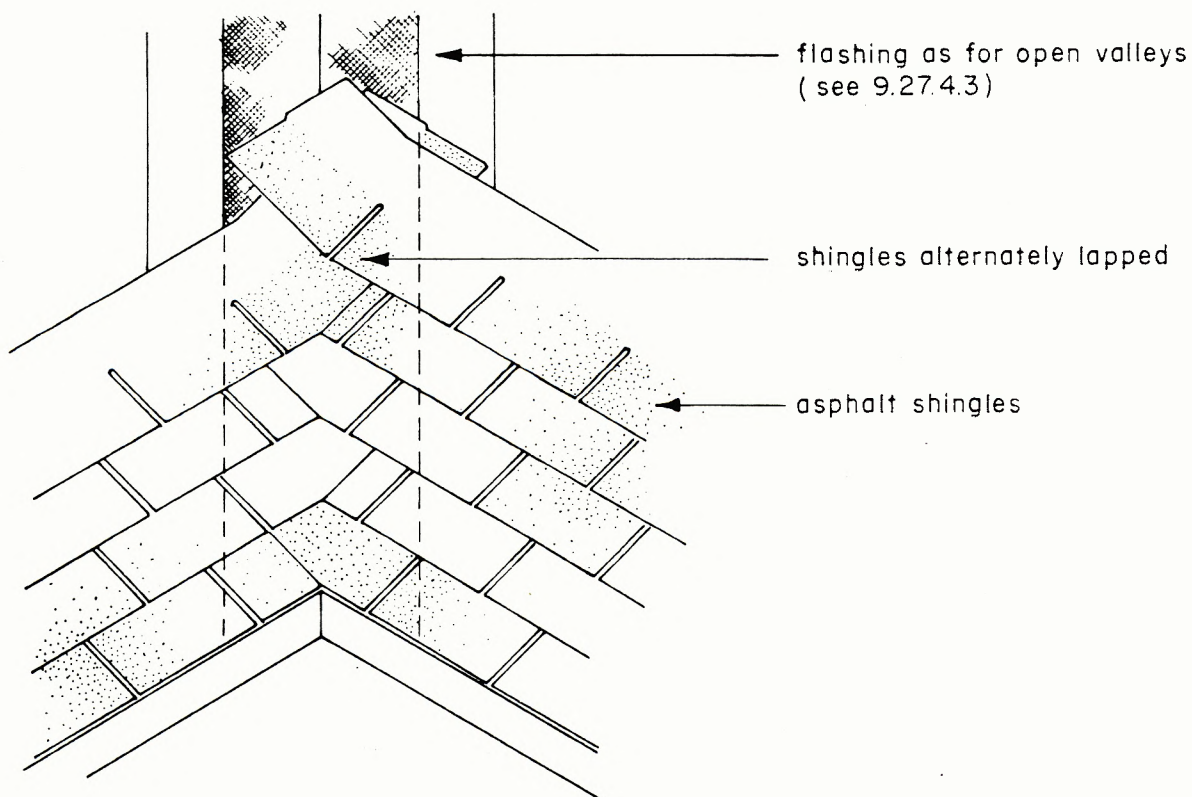 flashing as for open valleys
( see 9.27.4.3)
shingles alternately lapped
asphalt shingles